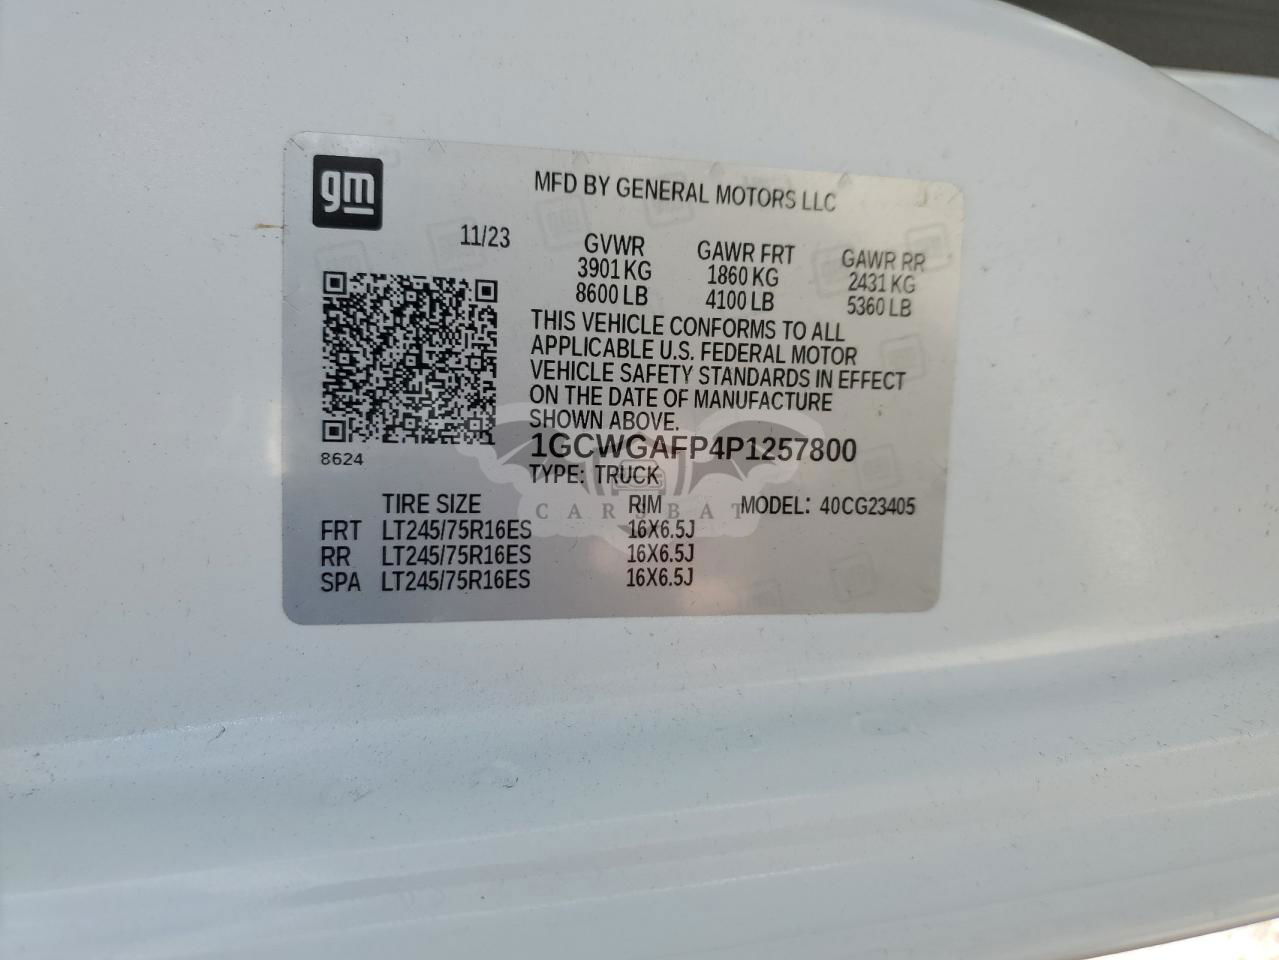 gm
MFD BY GENERAL MOTORS LLC
11/23
GVWR GAWR FRT GAWR RR
3901 KG 1860 KG 2431 KG
8600 LB 4100 LB 5360 LB
THIS VEHICLE CONFORMS TO ALL
APPLICABLE U.S. FEDERAL MOTOR
VEHICLE SAFETY STANDARDS IN EFFECT
ON THE DATE OF MANUFACTURE
SHOWN ABOVE.
8624
1GCWGAFP4P1257800
TYPE: TRUCK
TIRE SIZE RIM MODEL: 40CG23405
CARSBAT
FRT LT245/75R16ES 16X6.5J
RR LT245/75R16ES 16X6.5J
SPA LT245/75R16ES 16X6.5J